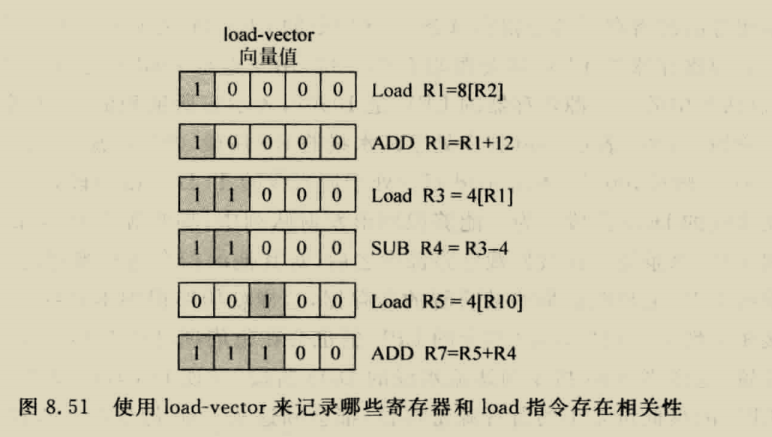 load-vector
向量值
1 0 0 0 0 Load R1=8[R2]
1 0 0 0 0 ADD R1=R1+12
1 1 0 0 0 Load R3 = 4[R1]
1 1 0 0 0 SUB R4 = R3-4
0 0 1 0 0 Load R5 = 4[R10]
1 1 1 0 0 ADD R7=R5+R4
图 8.51 使用 load-vector 来记录哪些寄存器和 load 指令存在相关性